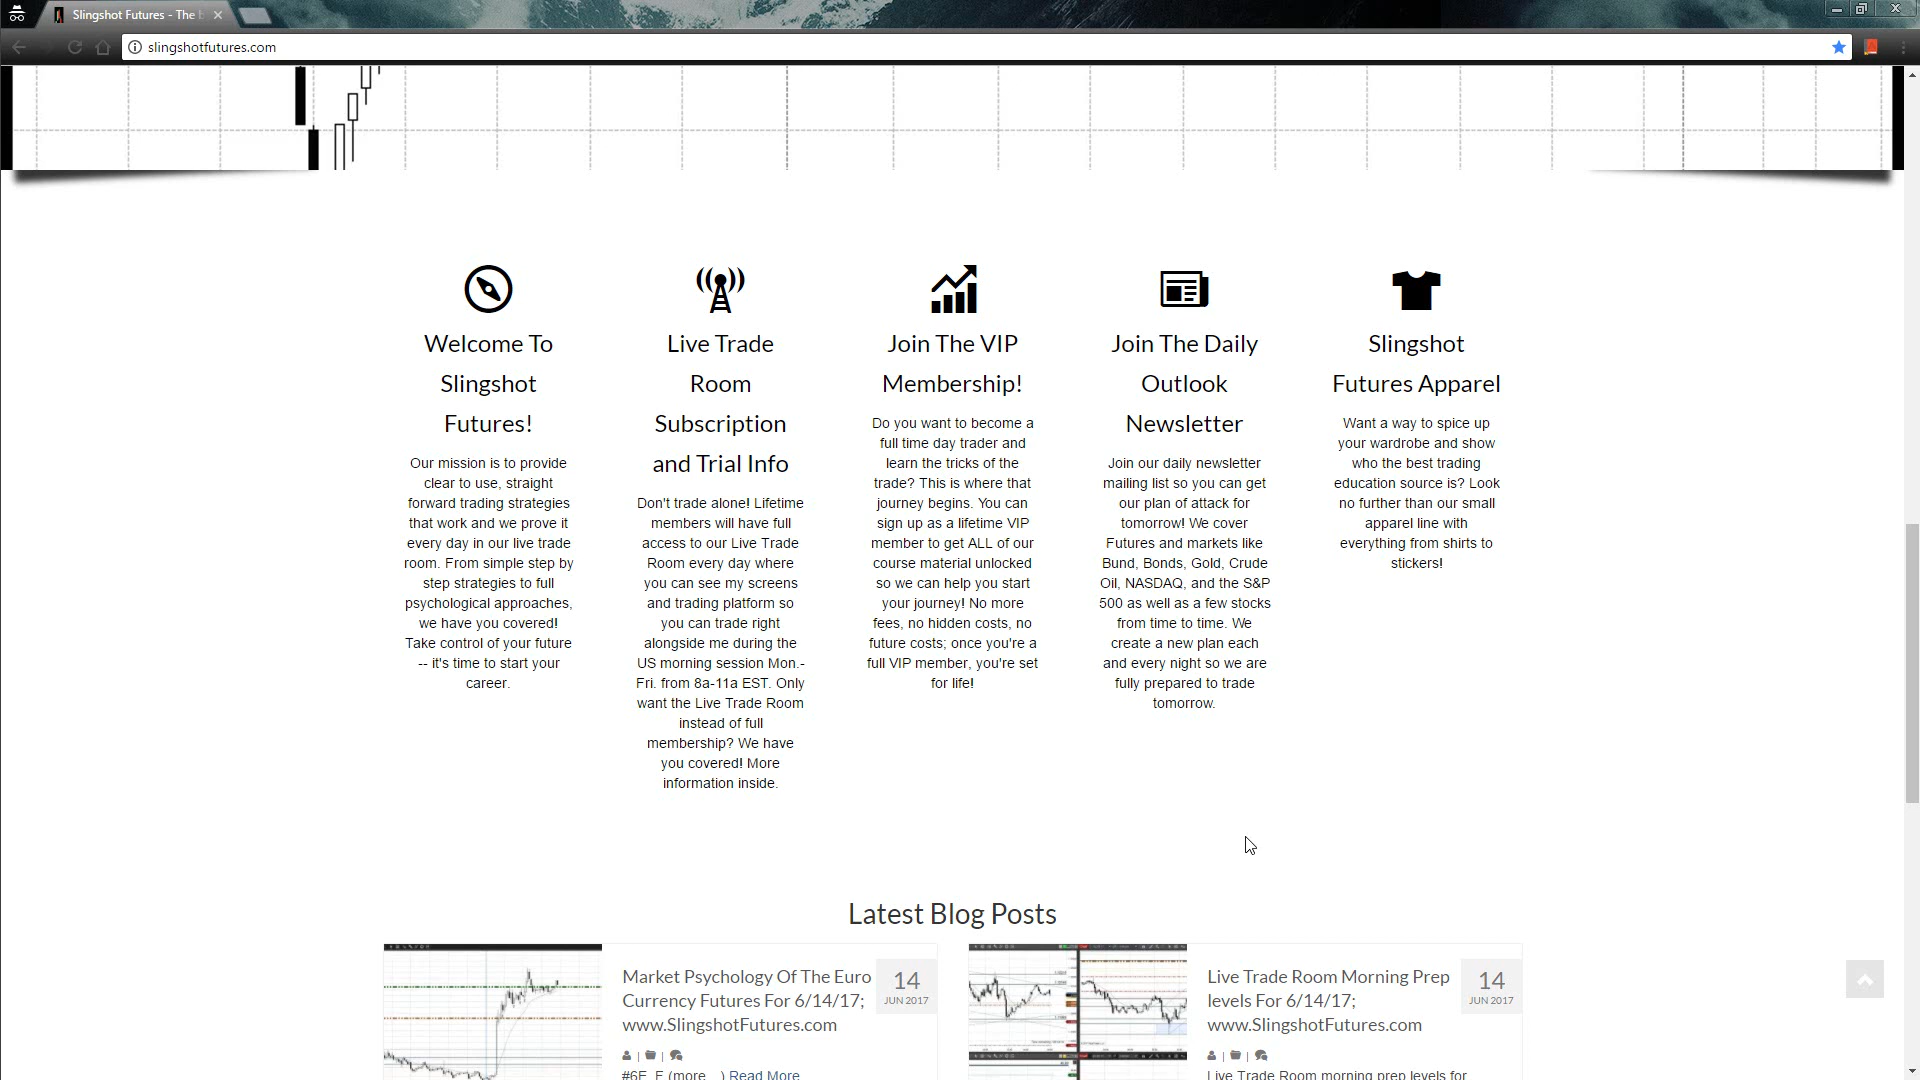 Slingshot Futures - The b
slingshotfutures.com
Welcome To
Slingshot
Futures!
Our mission is to provide
clear to use, straight
forward trading strategies
that work and we prove it
every day in our live trade
room. From simple step by
step strategies to full
psychological approaches,
we have you covered!
Take control of your future
-- it's time to start your
career.
Live Trade
Room
Subscription
and Trial Info
Don't trade alone! Lifetime
members will have full
access to our Live Trade
Room every day where
you can see my screens
and trading platform so
you can trade right
alongside me during the
US morning session Mon.-
Fri. from 8a-11a EST. Only
want the Live Trade Room
instead of full
membership? We have
you covered! More
information inside.
Join The VIP
Membership!
Do you want to become a
full time day trader and
learn the tricks of the
trade? This is where that
journey begins. You can
sign up as a lifetime VIP
member to get ALL of our
course material unlocked
so we can help you start
your journey! No more
fees, no hidden costs, no
future costs; once you're a
full VIP member, you're set
for life!
Join The Daily
Outlook
Newsletter
Join our daily newsletter
mailing list so you can get
our plan of attack for
tomorrow! We cover
Futures and markets like
Bund, Bonds, Gold, Crude
Oil, NASDAQ, and the S&P
500 as well as a few stocks
from time to time. We
create a new plan each
and every night so we are
fully prepared to trade
tomorrow.
Slingshot
Futures Apparel
Want a way to spice up
your wardrobe and show
who the best trading
education source is? Look
no further than our small
apparel line with
everything from shirts to
stickers!
Latest Blog Posts
Market Psychology Of The Euro
Currency Futures For 6/14/17;
www.SlingshotFutures.com
14
JUN 2017
| |
#6E_F (more...) Read More
Live Trade Room Morning Prep
levels For 6/14/17;
www.SlingshotFutures.com
14
JUN 2017
| |
Live Trade Room morning prep levels for